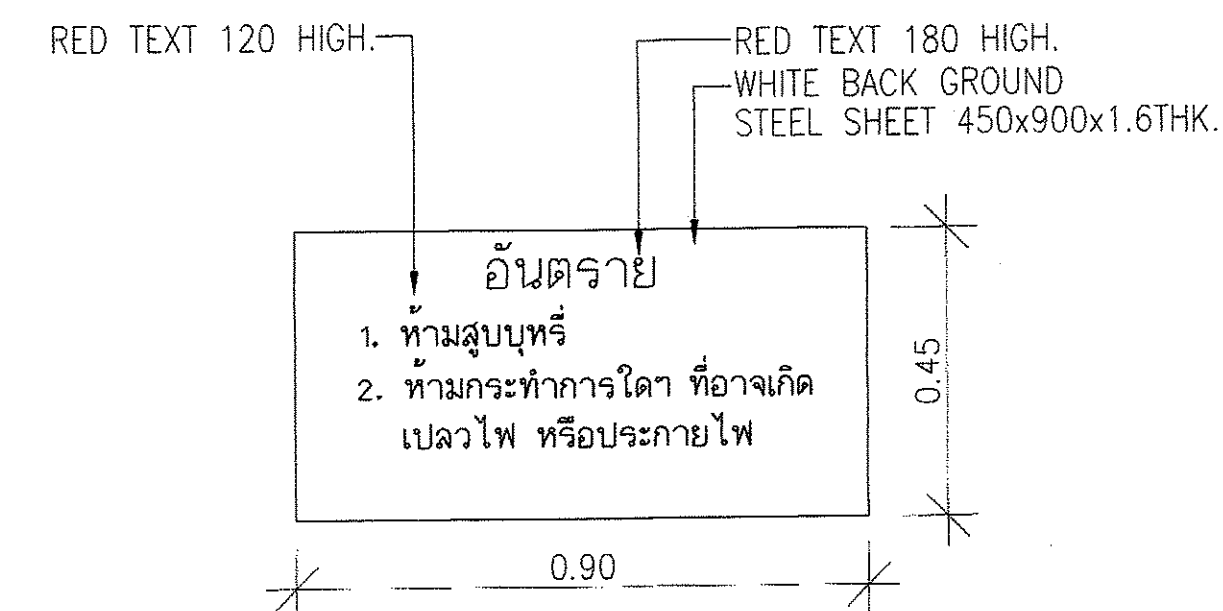 RED TEXT 120 HIGH.
RED TEXT 180 HIGH.
WHITE BACK GROUND
STEEL SHEET 450x900x1.6THK.
อันตราย
1. ห้ามสูบบุหรี่
2. ห้ามกระทำการใดๆ ที่อาจเกิด
เปลวไฟ หรือประกายไฟ
0.45
0.90